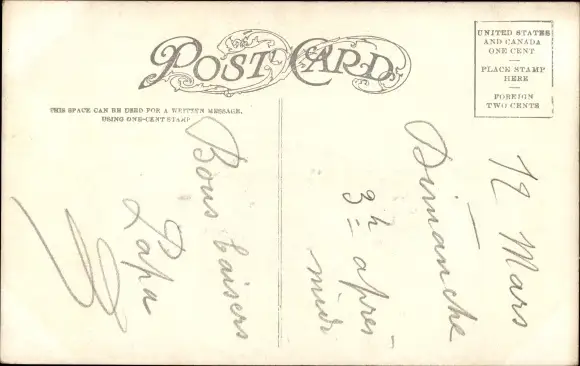 POST CARD
UNITED STATES
AND CANADA
ONE CENT
PLACE STAMP
HERE
FOREIGN
TWO CENTS
THIS SPACE CAN BE USED FOR A WRITTEN MESSAGE,
USING ONE-CENT STAMP
12 Mars
Dimanche
3h après
midi
Bons baisers
Papa